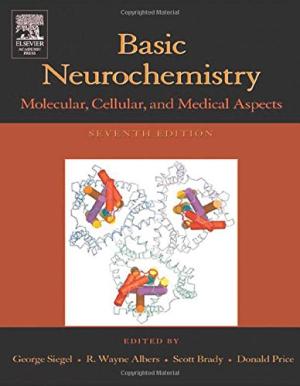 ELSEVIER
ACADEMIC
PRESS
Basic
Neurochemistry
Molecular, Cellular, and Medical Aspects
SEVENTH EDITION
EDITED BY
George Siegel • R. Wayne Albers • Scott Brady • Donald Price